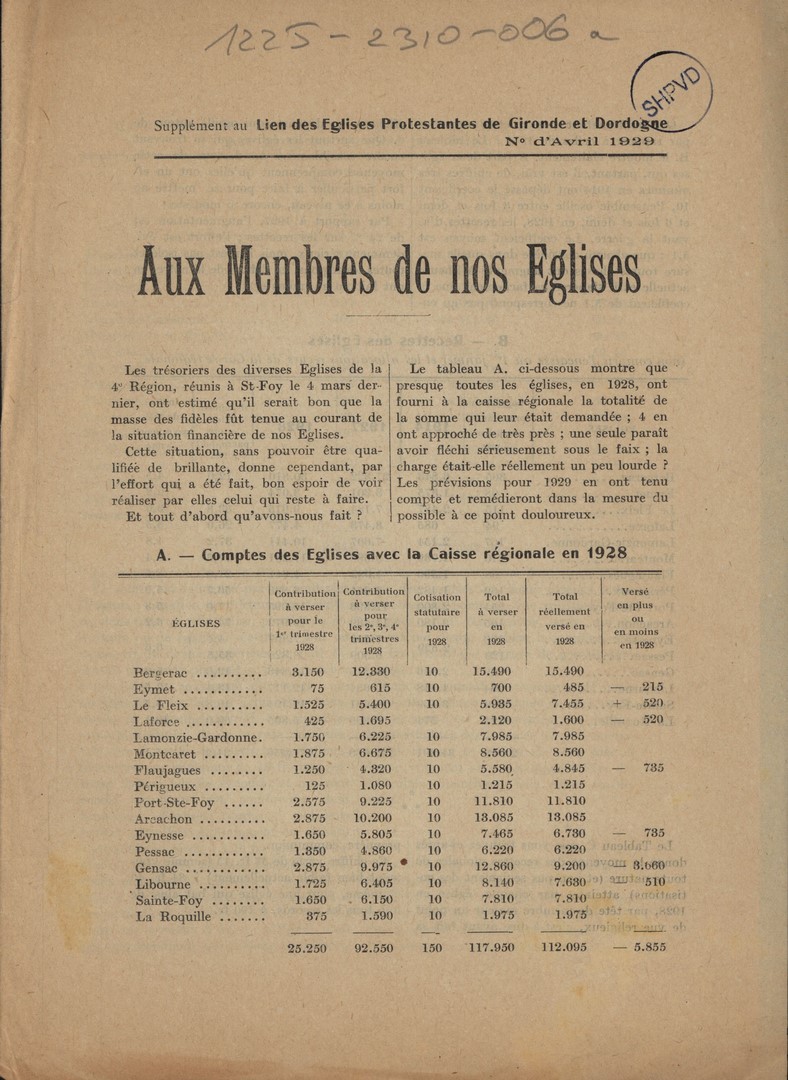 1225-2310-006 a
SHPVD
Supplément au Lien des Eglises Protestantes de Gironde et Dordogne
N° d'Avril 1929
Aux Membres de nos Eglises
Les trésoriers des diverses Eglises de la
4e Région, réunis à St-Foy le 4 mars der-
nier, ont estimé qu'il serait bon que la
masse des fidèles fût tenue au courant de
la situation financière de nos Eglises.
Cette situation, sans pouvoir être qua-
lifiée de brillante, donne cependant, par
l'effort qui a été fait, bon espoir de voir
réaliser par elles celui qui reste à faire.
Et tout d'abord qu'avons-nous fait ?
Le tableau A. ci-dessous montre que
presque toutes les églises, en 1928, ont
fourni à la caisse régionale la totalité de
la somme qui leur était demandée ; 4 en
ont approché de très près ; une seule paraît
avoir fléchi sérieusement sous le faix ; la
charge était-elle réellement un peu lourde ?
Les prévisions pour 1929 en ont tenu
compte et remédieront dans la mesure du
possible à ce point douloureux.
A. — Comptes des Eglises avec la Caisse régionale en 1928
ÉGLISES
Contribution
à verser
pour le
1er trimestre
1928
Contribution
à verser
pour
les 2e, 3e, 4e
trimestres
1928
Cotisation
statutaire
pour
1928
Total
à verser
en
1928
Total
réellement
versé en
1928
Versé
en plus
ou
en moins
en 1928
Bergerac .......... 3.150 12.330 10 15.490 15.490
Eymet ............ 75 615 10 700 485 — 215
Le Fleix .......... 1.525 5.400 10 6.935 7.455 + 520
Laforce ........... 425 1.695 2.120 1.600 — 520
Lamonzie-Gardonne. 1.750 6.225 10 7.985 7.985
Montcaret ......... 1.875 6.675 10 8.560 8.560
Flaujagues ........ 1.250 4.320 10 5.580 4.845 — 735
Périgueux ......... 125 1.080 10 1.215 1.215
Port-Ste-Foy ...... 2.575 9.225 10 11.810 11.810
Arcachon .......... 2.875 10.200 10 13.085 13.085
Eynesse ........... 1.650 5.805 10 7.465 6.730 — 735
Pessac ............ 1.350 4.860 10 6.220 6.220
Gensac ............ 2.875 9.975 10 12.860 9.200 — 3.660
Libourne .......... 1.725 6.405 10 8.140 7.630 — 510
Sainte-Foy ........ 1.650 6.150 10 7.810 7.810
La Roquille ....... 375 1.590 10 1.975 1.975
25.250 92.550 150 117.950 112.095 — 5.855